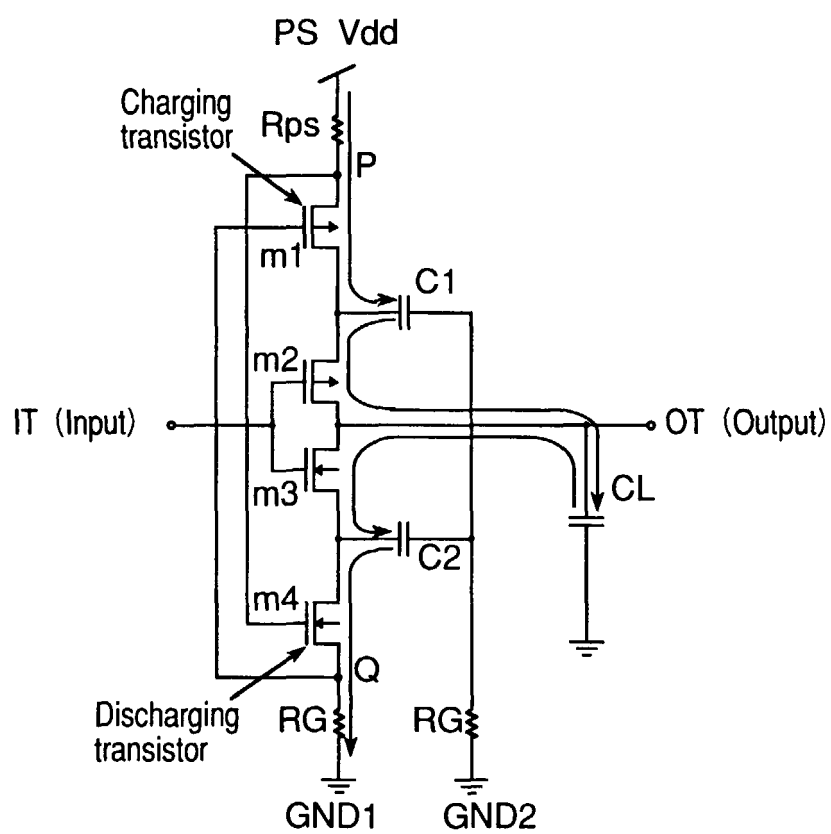 PS Vdd
Charging
transistor
Rps
P
m1
C1
m2
IT (Input)
OT (Output)
m3
CL
C2
m4
Q
Discharging
transistor
RG
RG
GND1
GND2